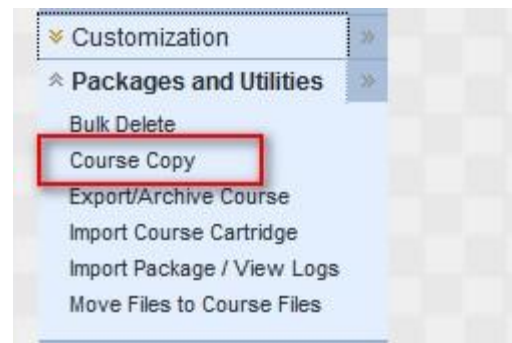 Customization
Packages and Utilities
Bulk Delete
Course Copy
Export/Archive Course
Import Course Cartridge
Import Package / View Logs
Move Files to Course Files